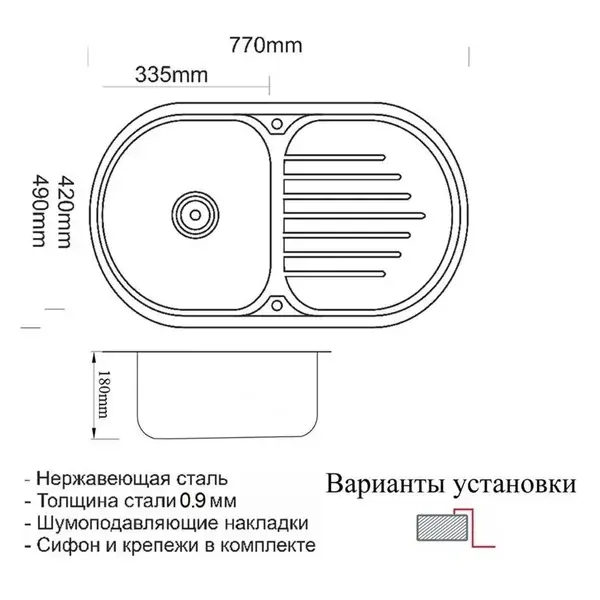 770mm
335mm
420mm
490mm
180mm
- Нержавеющая сталь
- Толщина стали 0.9 мм
- Шумоподавляющие накладки
- Сифон и крепежи в комплекте
Варианты установки